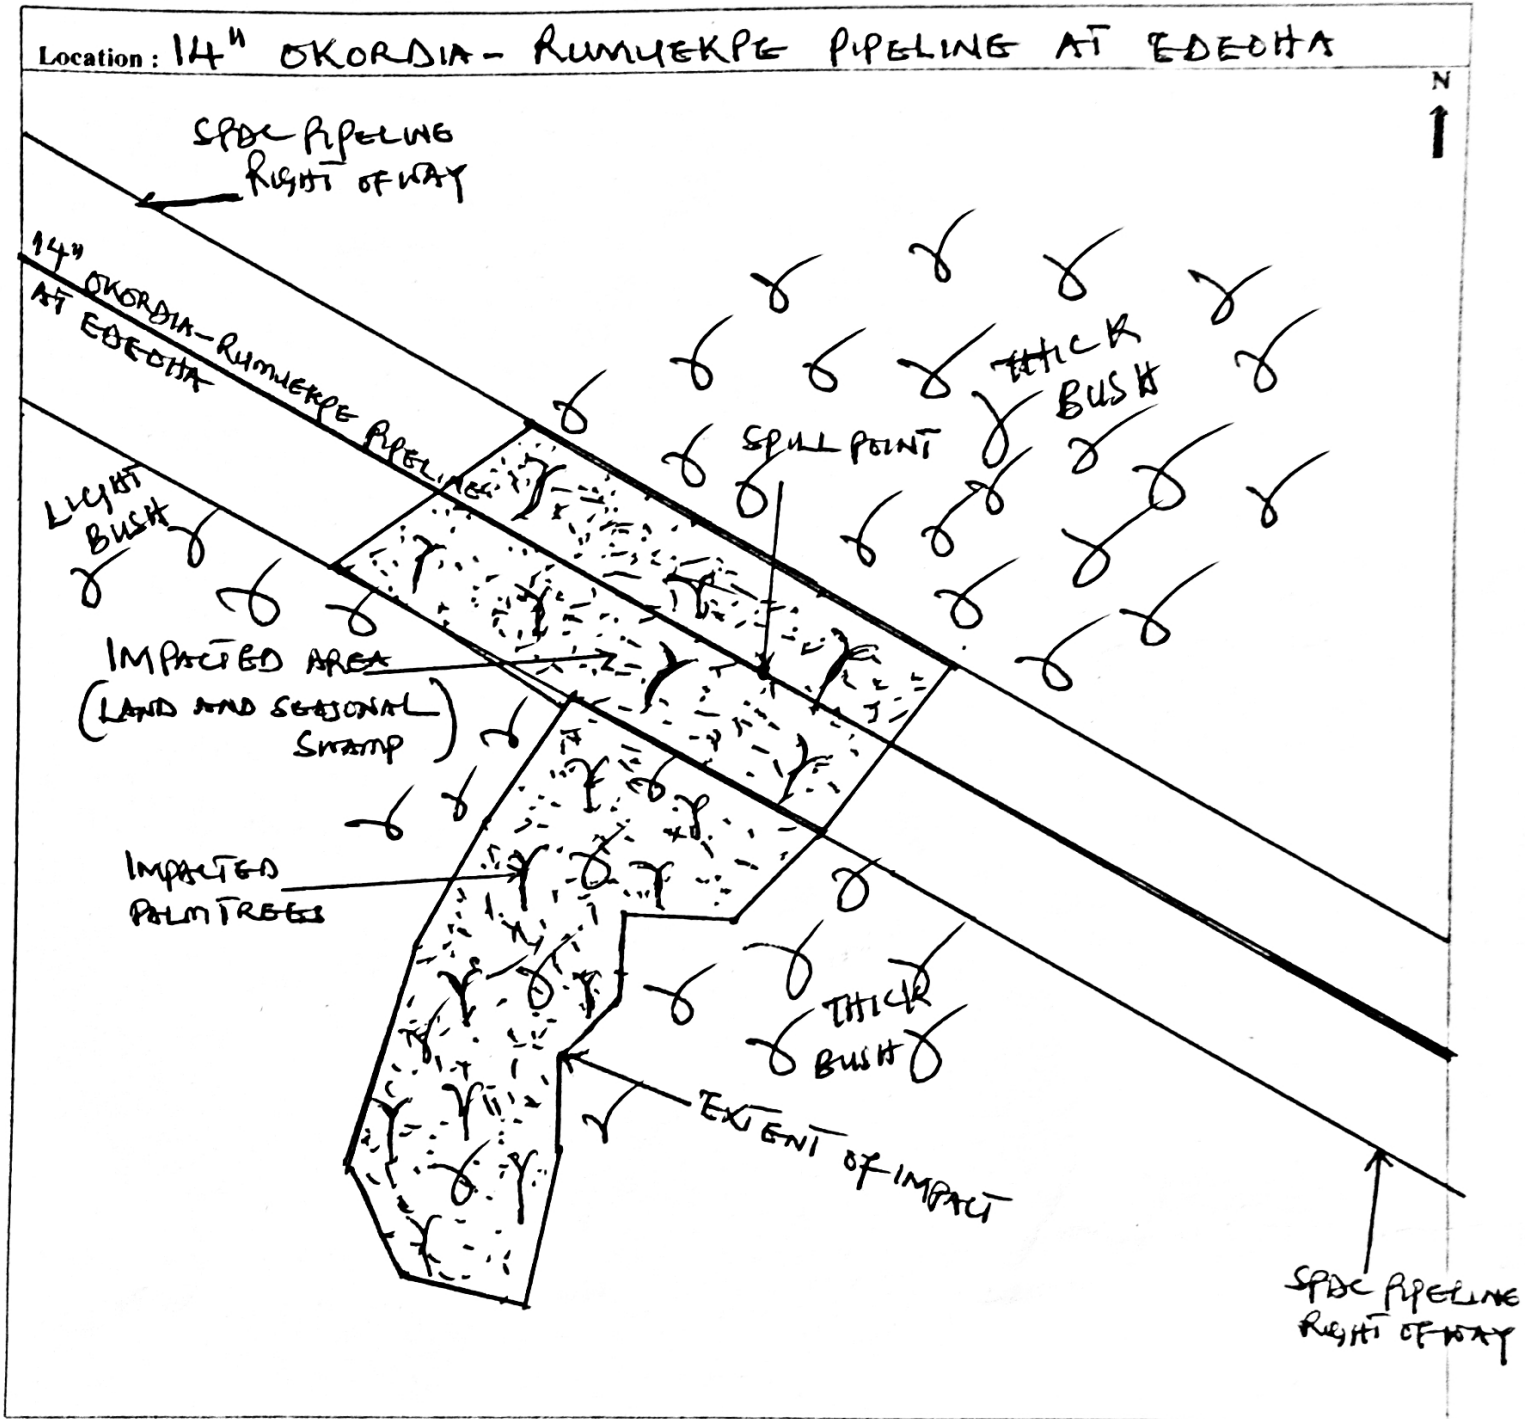 Location : 14" OKORDIA - RUMUEKPE PIPELINE AT EDEOHA
N
SPDC PIPELINE
RIGHT OF WAY
14" OKORDIA - RUMUEKPE PIPELINE
AT EDEOHA
THICK
BUSH
SPILL POINT
LIGHT
BUSH
IMPACTED AREA
(LAND AND SEASONAL
SWAMP)
IMPACTED
PALM TREES
THICK
BUSH
EXTENT OF IMPACT
SPDC PIPELINE
RIGHT OF WAY